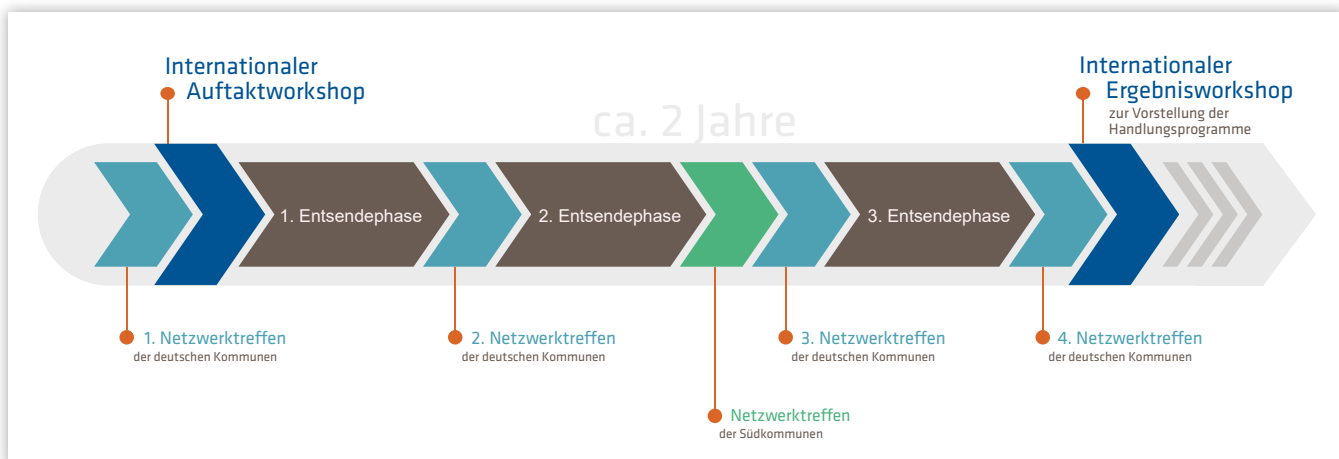 Internationaler
Auftaktworkshop
Internationaler
Ergebnisworkshop
zur Vorstellung der
Handlungsprogramme
ca. 2 Jahre
1. Entsendephase
2. Entsendephase
3. Entsendephase
1. Netzwerktreffen
der deutschen Kommunen
2. Netzwerktreffen
der deutschen Kommunen
3. Netzwerktreffen
der deutschen Kommunen
4. Netzwerktreffen
der deutschen Kommunen
Netzwerktreffen
der Südkommunen